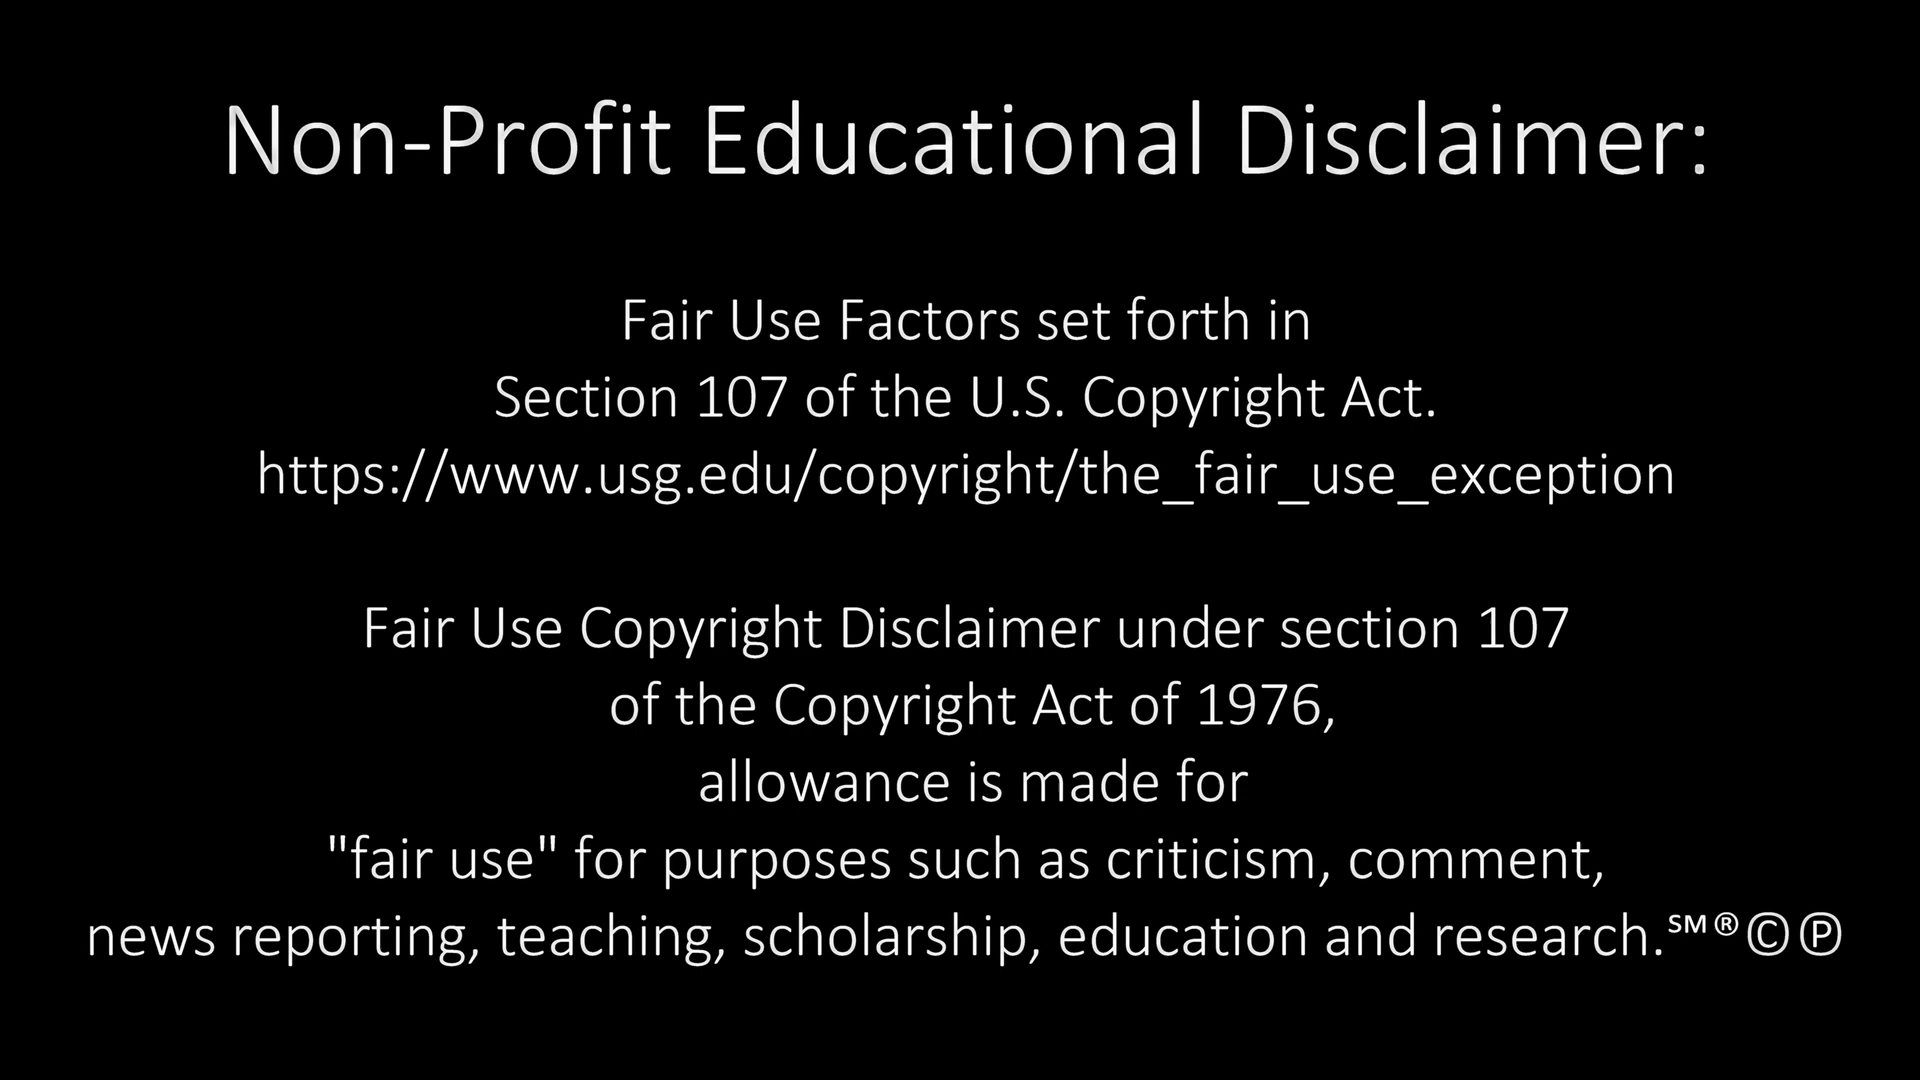 Non-Profit Educational Disclaimer:
Fair Use Factors set forth in
Section 107 of the U.S. Copyright Act.
https://www.usg.edu/copyright/the_fair_use_exception
Fair Use Copyright Disclaimer under section 107
of the Copyright Act of 1976,
allowance is made for
"fair use" for purposes such as criticism, comment,
news reporting, teaching, scholarship, education and research.℠®©℗